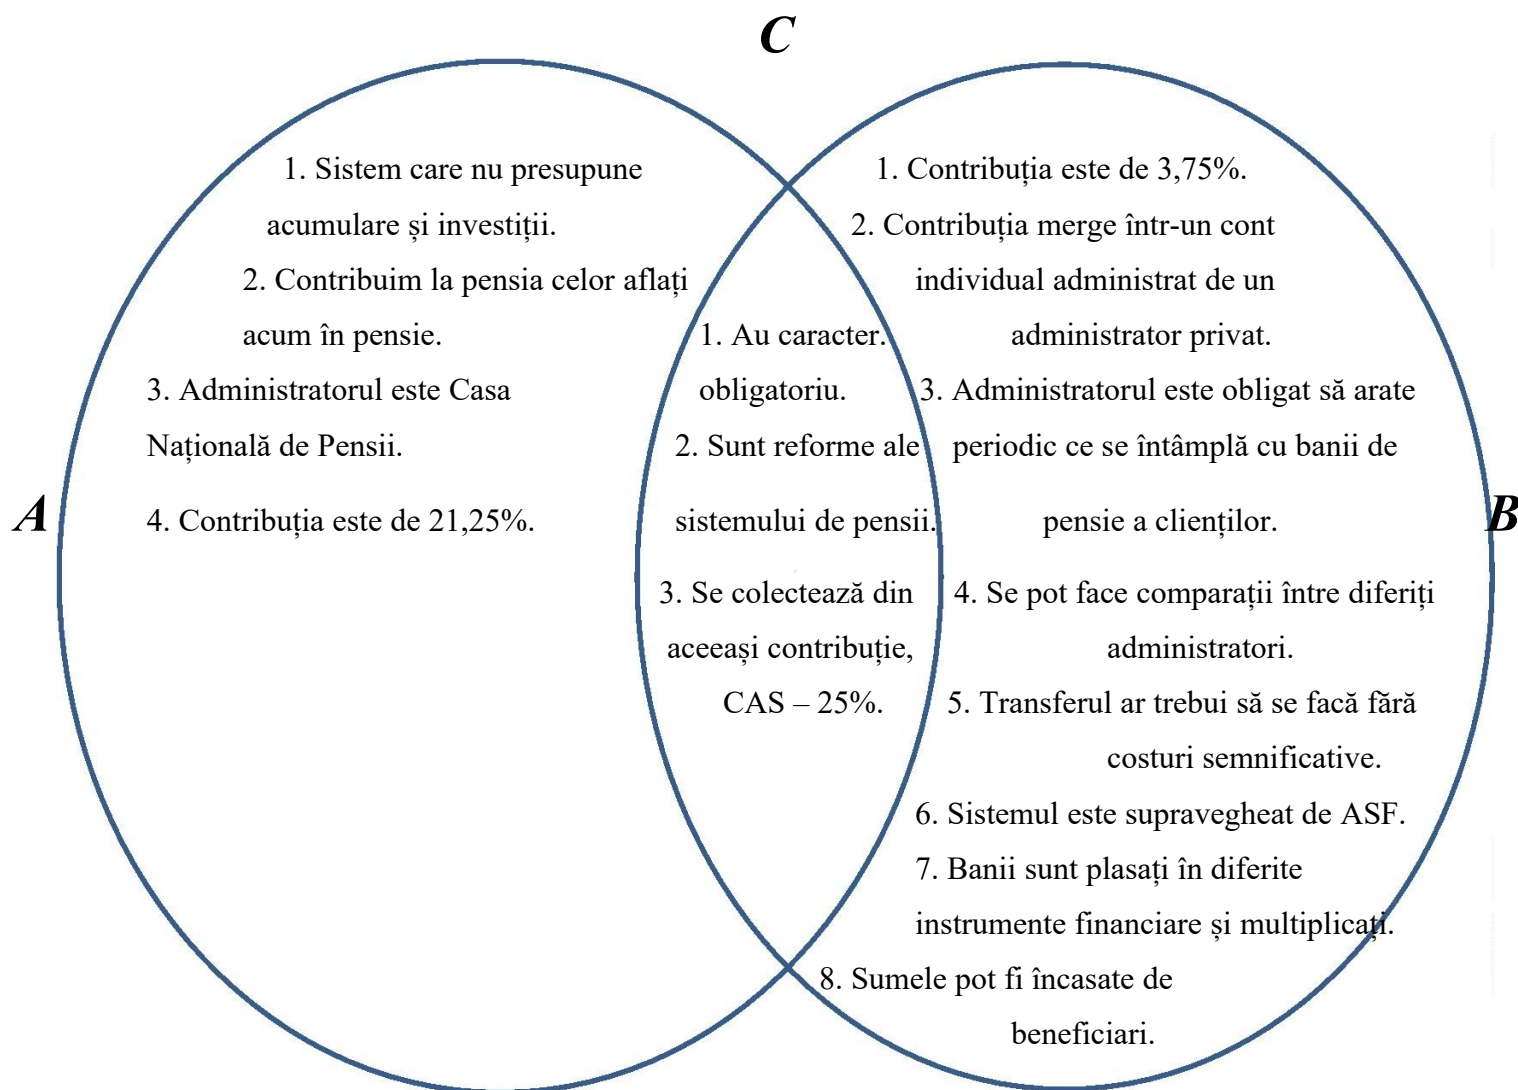 C
1. Sistem care nu presupune
acumulare și investiții.
2. Contribuim la pensia celor aflați
acum în pensie.
3. Administratorul este Casa
Națională de Pensii.
A
4. Contribuția este de 21,25%.
1. Au caracter.
obligatoriu.
2. Sunt reforme ale
sistemului de pensii.
3. Se colectează din
aceeași contribuție,
CAS – 25%.
1. Contribuția este de 3,75%.
2. Contribuția merge într-un cont
individual administrat de un
administrator privat.
3. Administratorul este obligat să arate
periodic ce se întâmplă cu banii de
pensie a clienților.
B
4. Se pot face comparații între diferiți
administratori.
5. Transferul ar trebui să se facă fără
costuri semnificative.
6. Sistemul este supravegheat de ASF.
7. Banii sunt plasați în diferite
instrumente financiare și multiplicați.
8. Sumele pot fi încasate de
beneficiari.